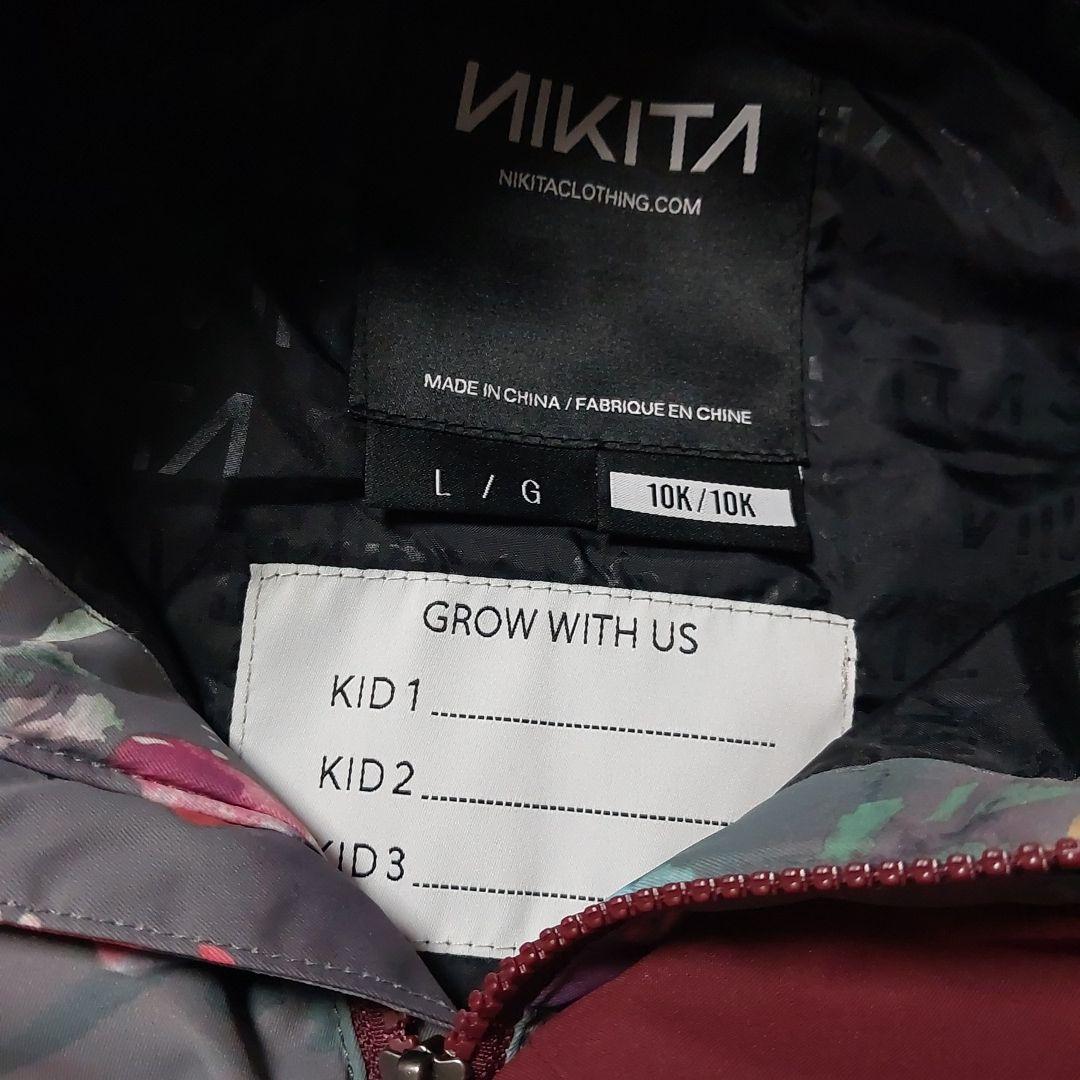 NIKITA
NIKITACLOTHING.COM
MADE IN CHINA / FABRIQUE EN CHINE
L / G
10K/10K
GROW WITH US
KID 1
KID 2
KID 3